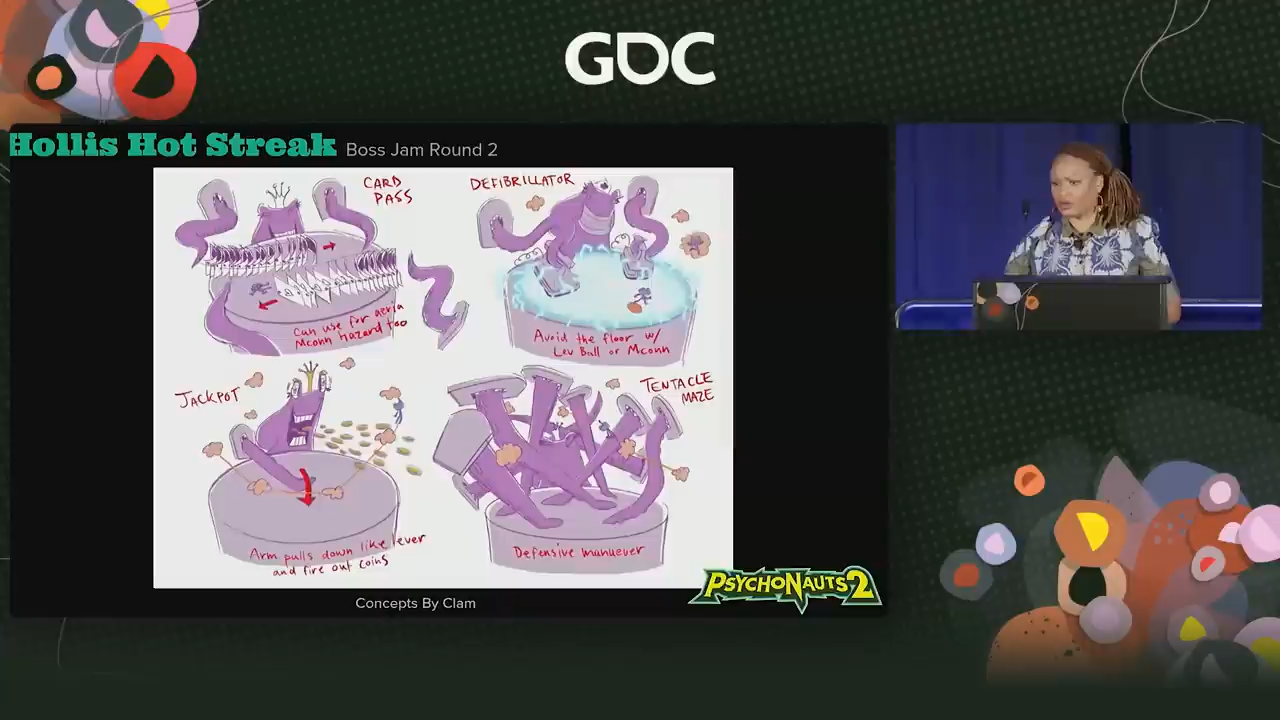 GDC
Hollis Hot Streak Boss Jam Round 2
CARD
PASS
Can use for aeria
Mconn hazard too
DEFIBRILLATOR
Avoid the floor w/
Lev Ball or Mconn
JACKPOT
Arm pulls down like lever
and fire out coins
TENTACLE
MAZE
Defensive manuever
PSYCHONAUTS 2
Concepts By Clam